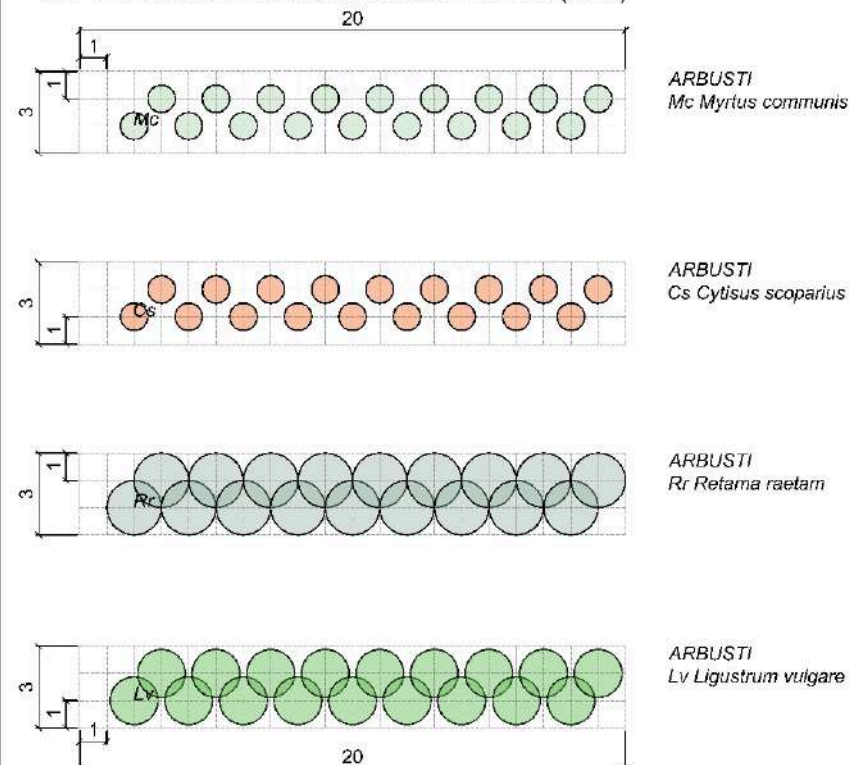 20
1
1
3
Mc
ARBUSTI
Mc Myrtus communis
3
1
Cs
ARBUSTI
Cs Cytisus scoparius
1
3
Rr
ARBUSTI
Rr Retama raetam
3
1
Lv
ARBUSTI
Lv Ligustrum vulgare
1
20